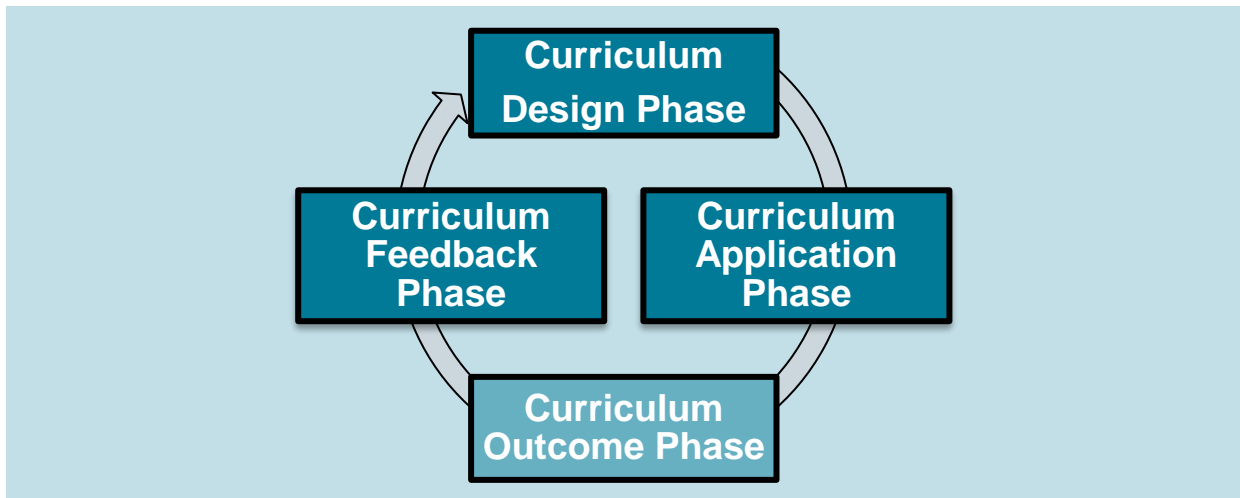 Curriculum
Design Phase
Curriculum
Feedback
Phase
Curriculum
Application
Phase
Curriculum
Outcome Phase